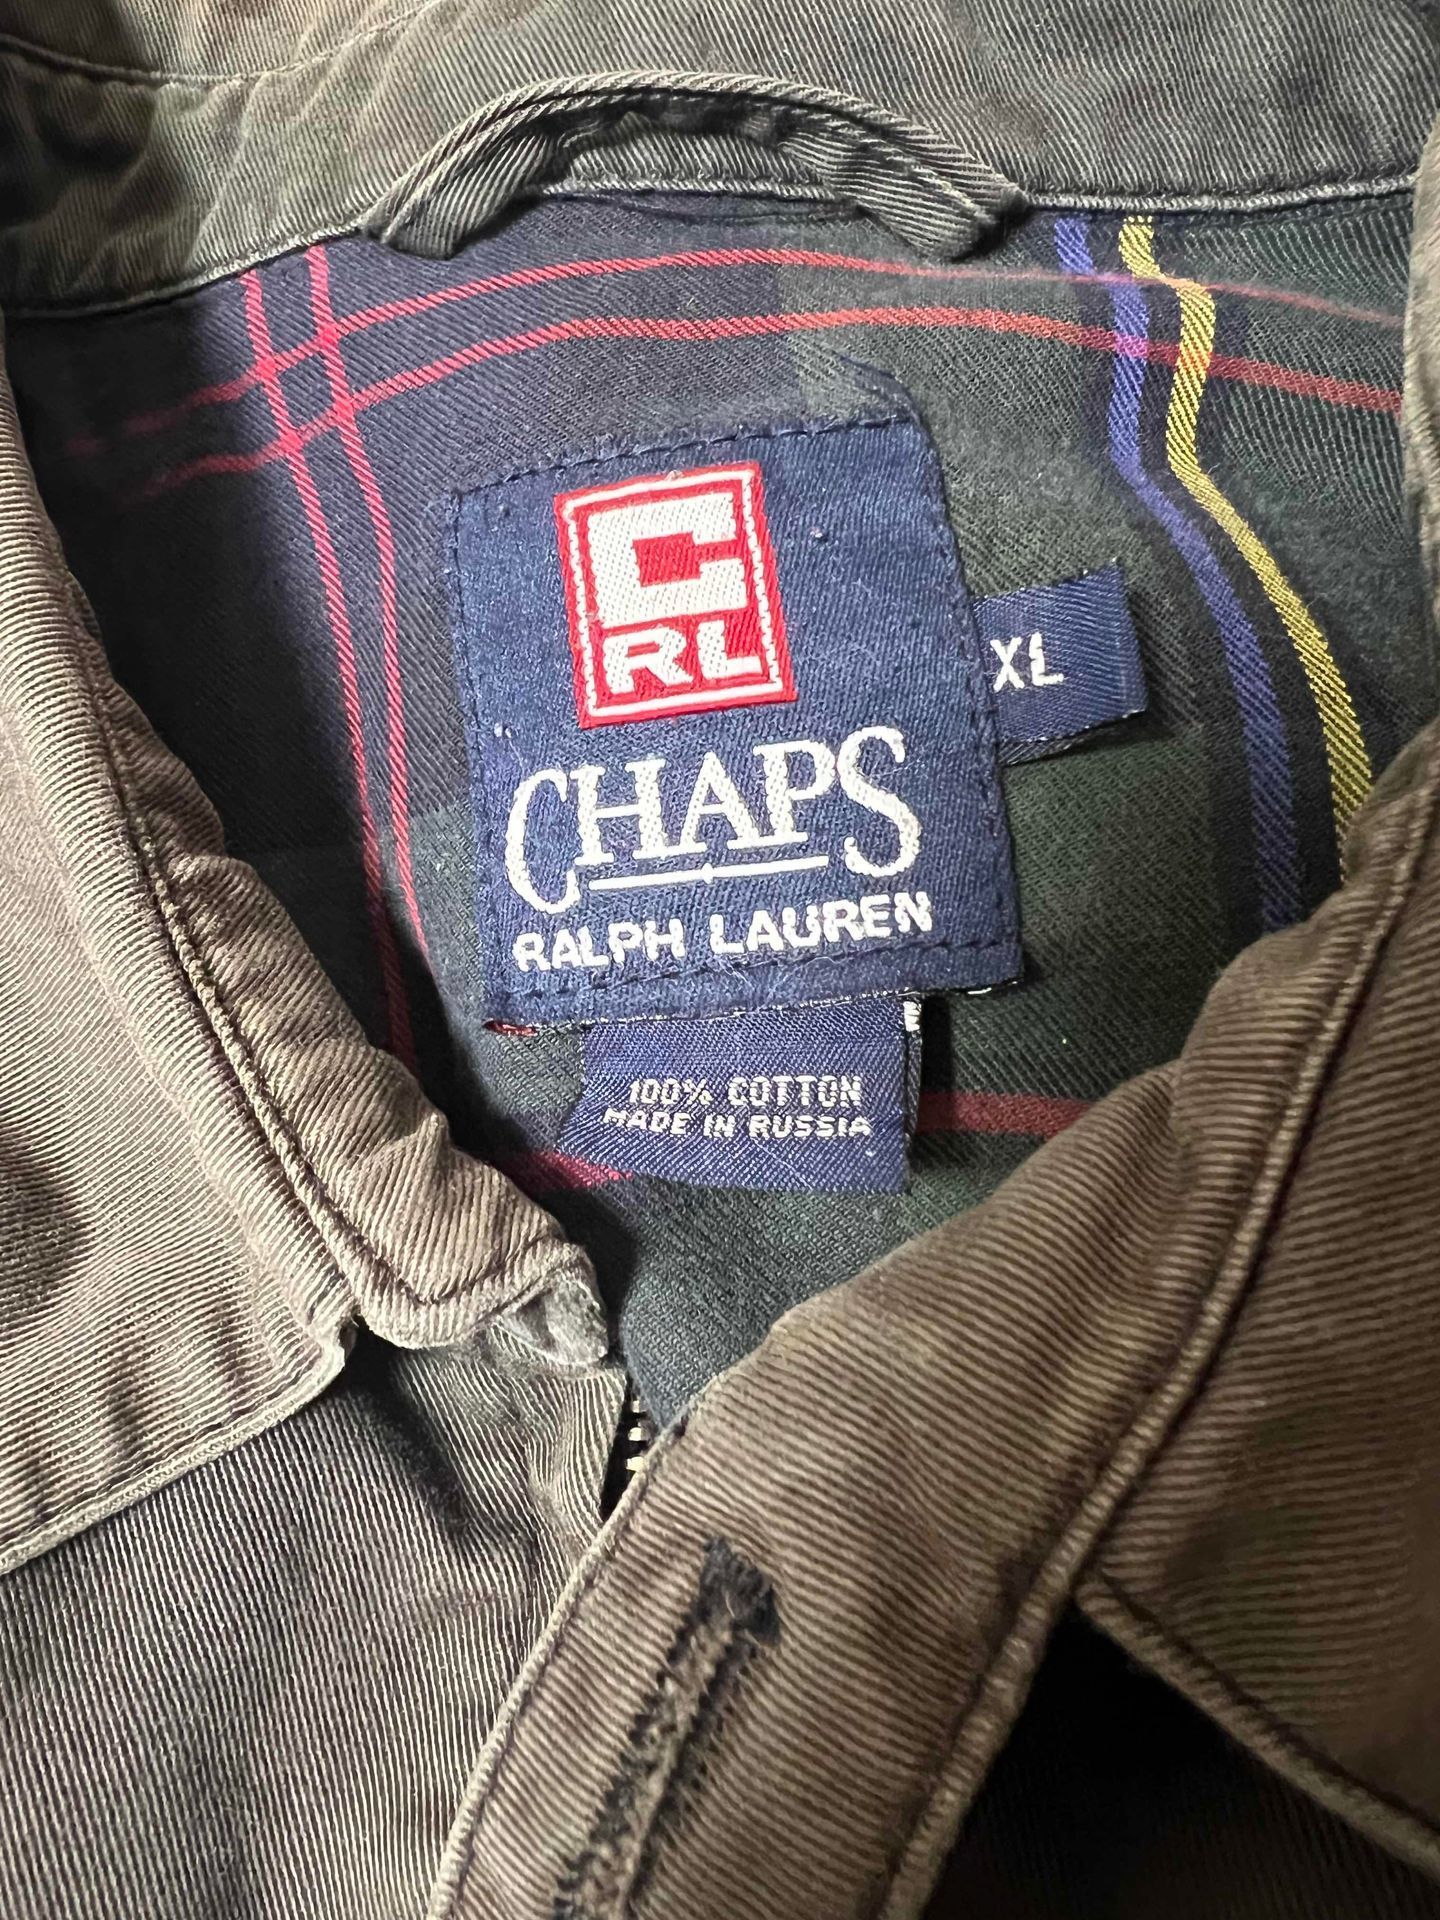 C
RL
CHAPS
RALPH LAUREN
XL
100% COTTON
MADE IN RUSSIA